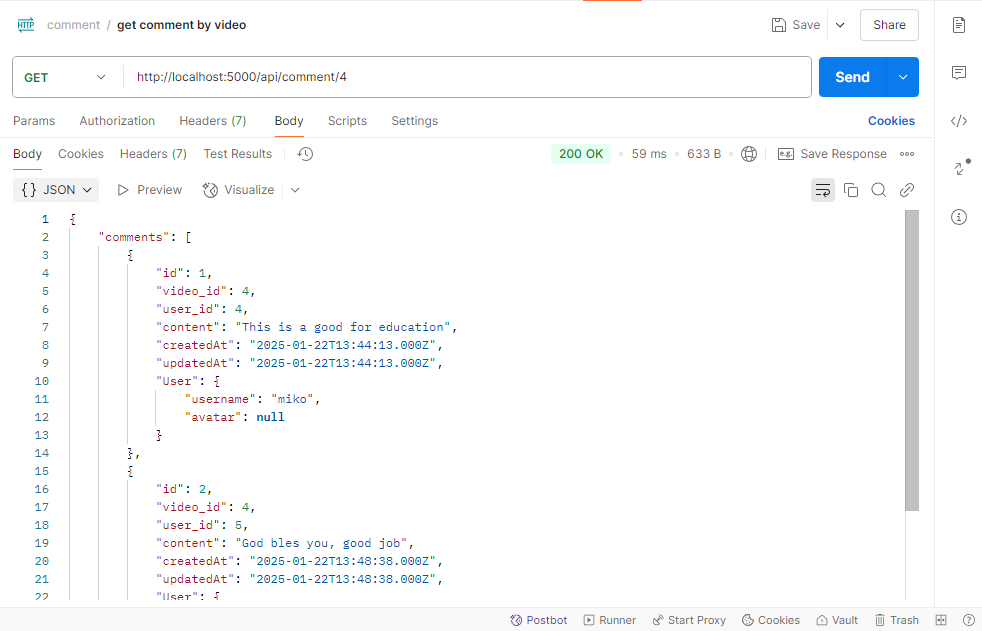 HTTP comment / get comment by video Save Share
GET http://localhost:5000/api/comment/4 Send
Params Authorization Headers (7) Body Scripts Settings Cookies
Body Cookies Headers (7) Test Results 200 OK • 59 ms • 633 B e.g. Save Response
{} JSON Preview Visualize
1 {
2 "comments": [
3 {
4 "id": 1,
5 "video_id": 4,
6 "user_id": 4,
7 "content": "This is a good for education",
8 "createdAt": "2025-01-22T13:44:13.000Z",
9 "updatedAt": "2025-01-22T13:44:13.000Z",
10 "User": {
11 "username": "miko",
12 "avatar": null
13 }
14 },
15 {
16 "id": 2,
17 "video_id": 4,
18 "user_id": 5,
19 "content": "God bles you, good job",
20 "createdAt": "2025-01-22T13:48:38.000Z",
21 "updatedAt": "2025-01-22T13:48:38.000Z",
22 "User": {
Postbot Runner Start Proxy Cookies Vault Trash